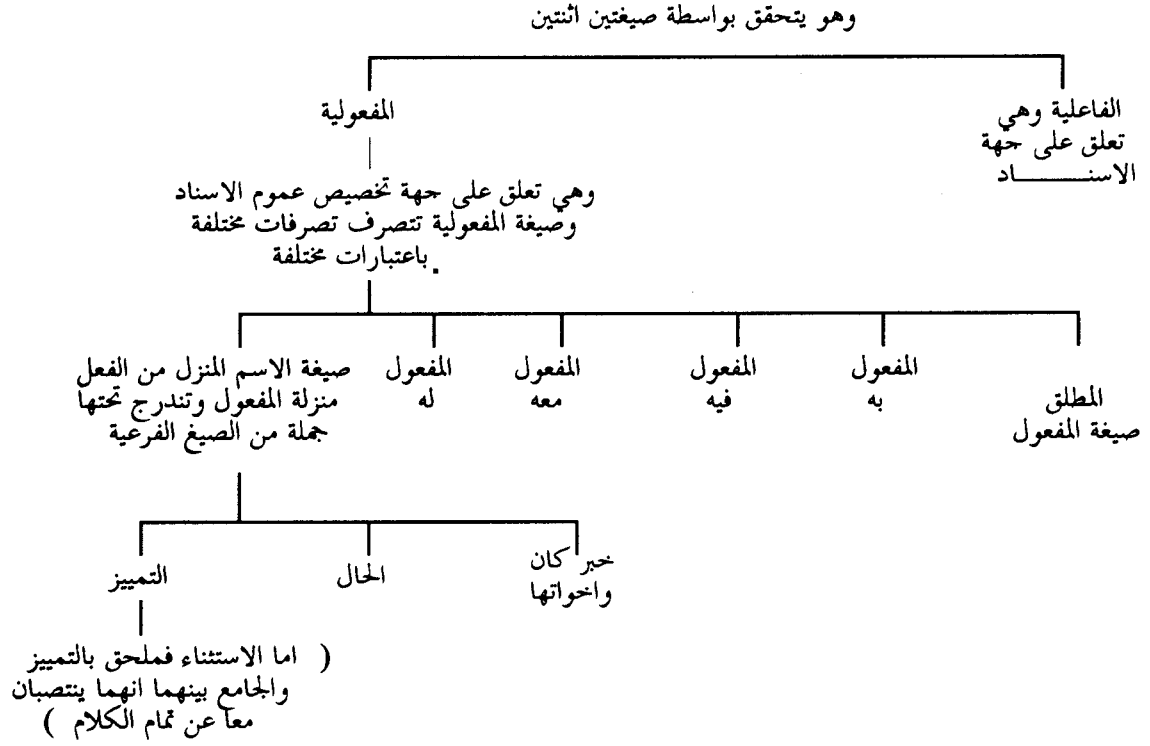 وهو يتحقق بواسطة صيغتين اثنتين
الفاعلية وهي
تعلق على جهة
الاسنــــــاد
المفعولية
وهي تعلق على جهة تخصيص عموم الاسناد
وصيغة المفعولية تتصرف تصرفات مختلفة
باعتبارات مختلفة.
المطلق
صيغة المفعول
المفعول
به
المفعول
فيه
المفعول
معه
المفعول
له
صيغة الاسم المنزل من الفعل
منزلة المفعول وتندرج تحتها
جملة من الصيغ الفرعية
خبر كان
واخواتها
الحال
التمييز
( اما الاستثناء فملحق بالتمييز
والجامع بينهما انهما ينتصبان
معا عن تمام الكلام )